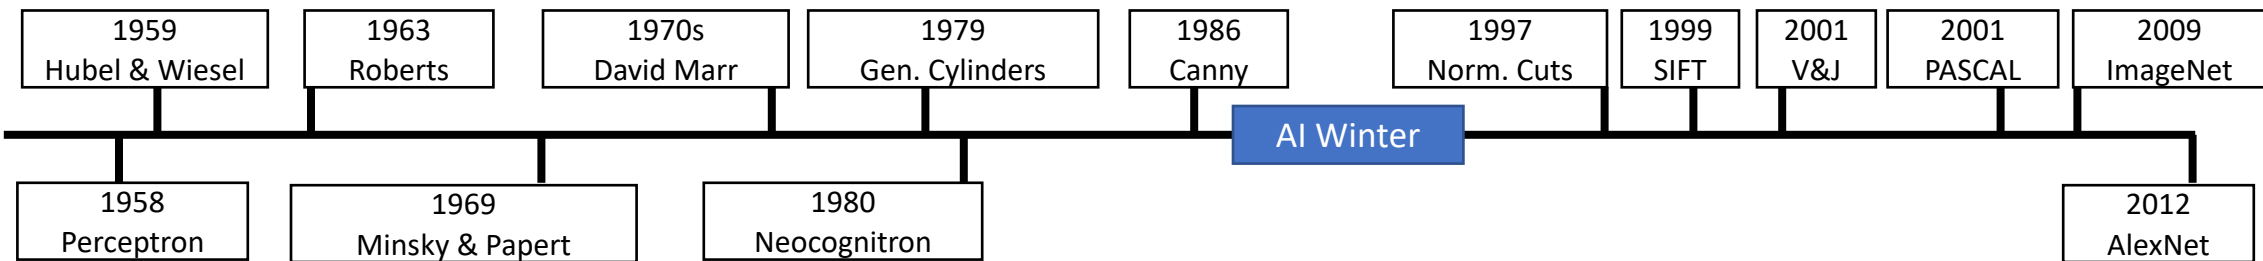 1959
Hubel & Wiesel
1963
Roberts
1970s
David Marr
1979
Gen. Cylinders
1986
Canny
1997
Norm. Cuts
1999
SIFT
2001
V&J
2001
PASCAL
2009
ImageNet
AI Winter
1958
Perceptron
1969
Minsky & Papert
1980
Neocognitron
2012
AlexNet